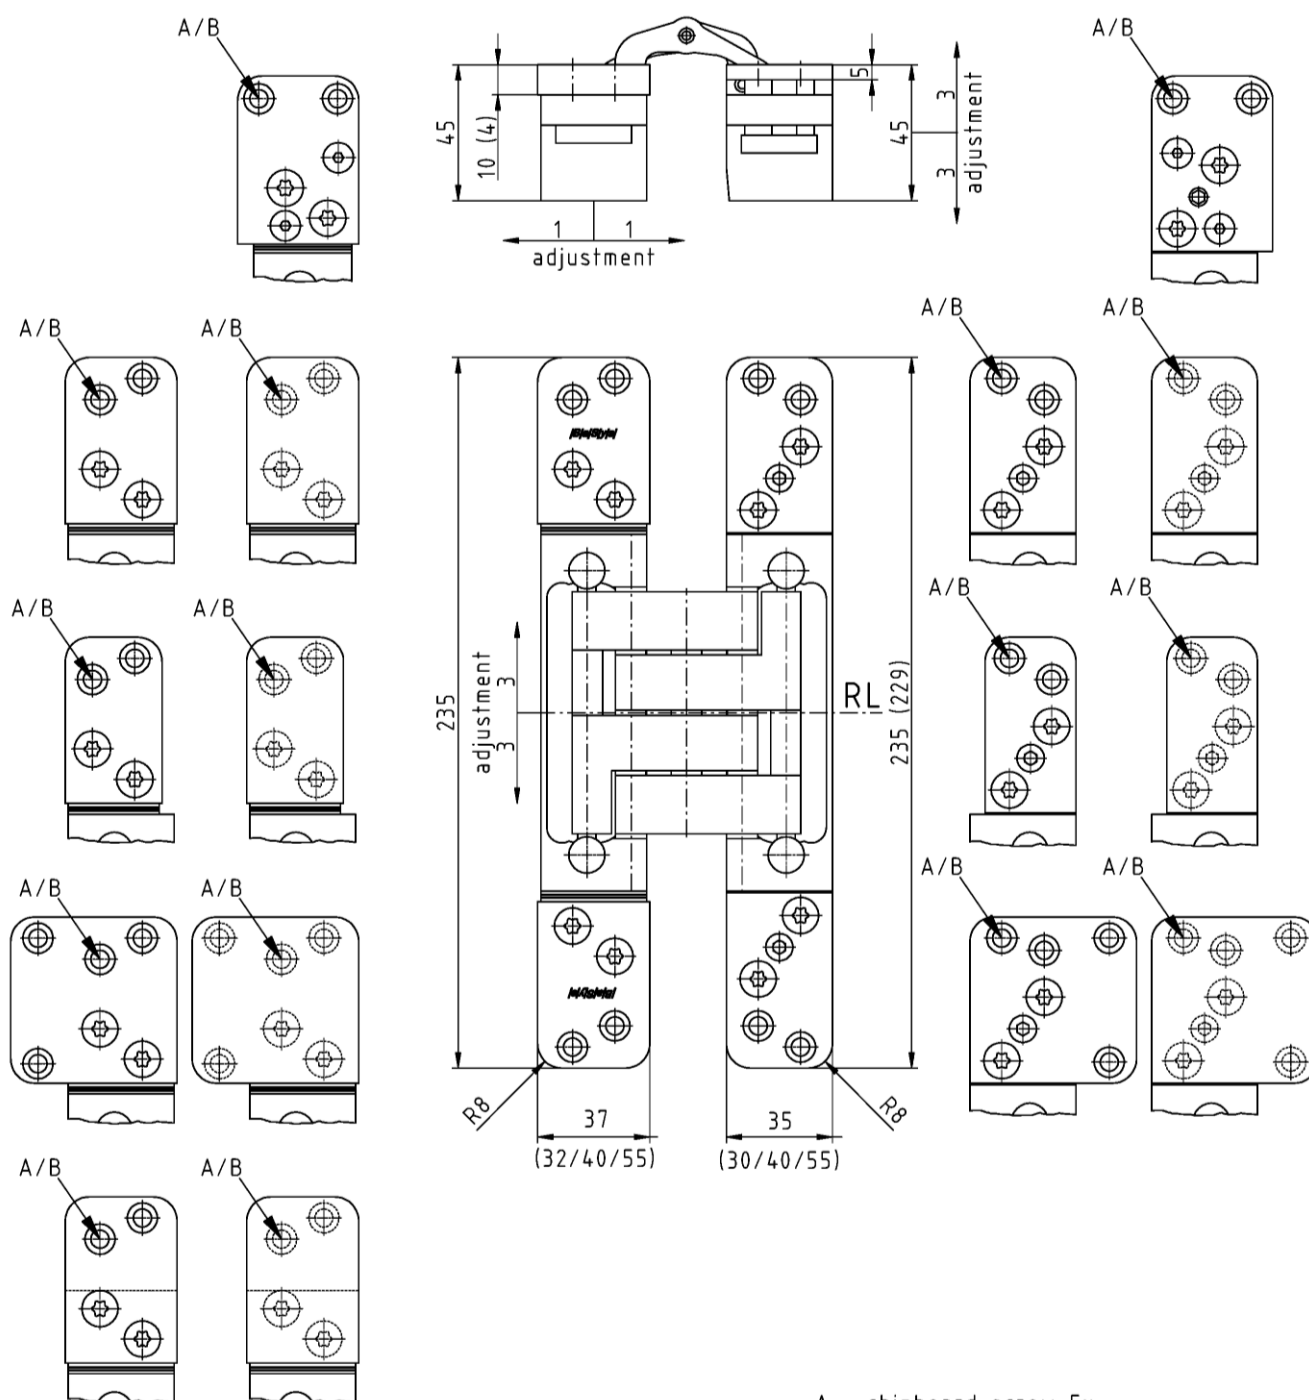 A/B
A/B
45
10 (4)
5
45
3
3
adjustment
1 1
adjustment
A/B
A/B
A/B
A/B
A/B
A/B
A/B
A/B
235
adjustment
3
3
RL
235 (229)
A/B
A/B
A/B
A/B
R8
37
(32/40/55)
35
(30/40/55)
R8
A/B
A/B